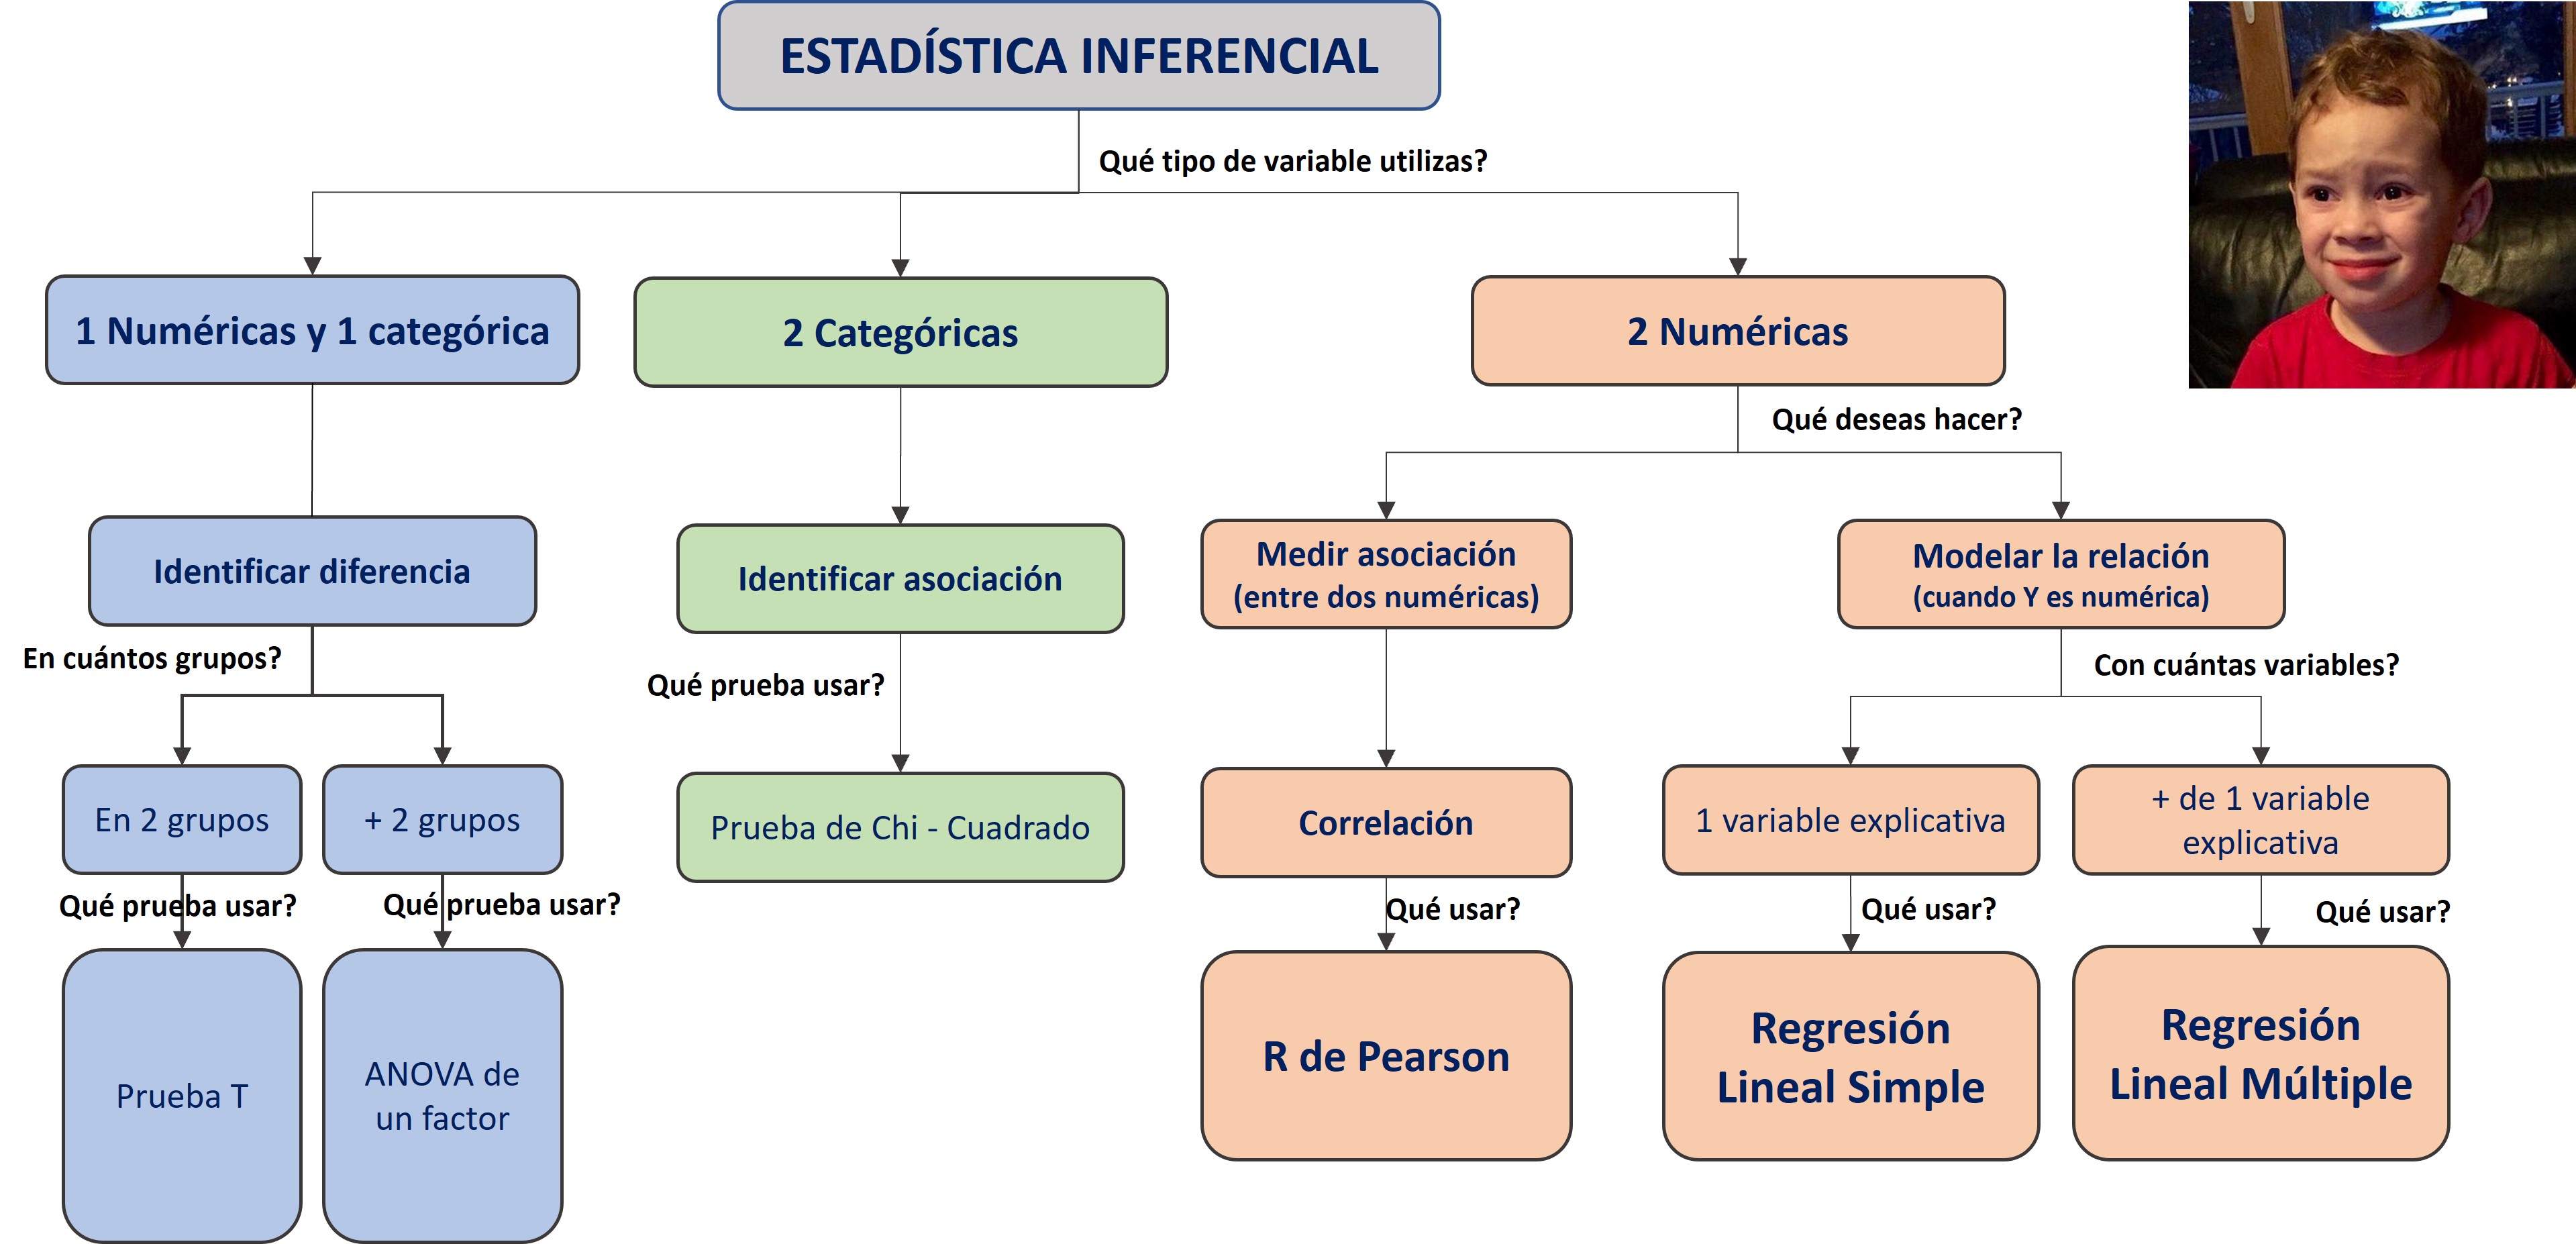 ESTADÍSTICA INFERENCIAL
Qué tipo de variable utilizas?
1 Numéricas y 1 categórica
2 Categóricas
2 Numéricas
Qué deseas hacer?
Identificar diferencia
Identificar asociación
Medir asociación
(entre dos numéricas)
Modelar la relación
(cuando Y es numérica)
En cuántos grupos?
Qué prueba usar?
Con cuántas variables?
En 2 grupos
+ 2 grupos
Prueba de Chi - Cuadrado
Correlación
1 variable explicativa
+ de 1 variable
explicativa
Qué prueba usar?
Qué prueba usar?
Qué usar?
Qué usar?
Qué usar?
Prueba T
ANOVA de
un factor
R de Pearson
Regresión
Lineal Simple
Regresión
Lineal Múltiple